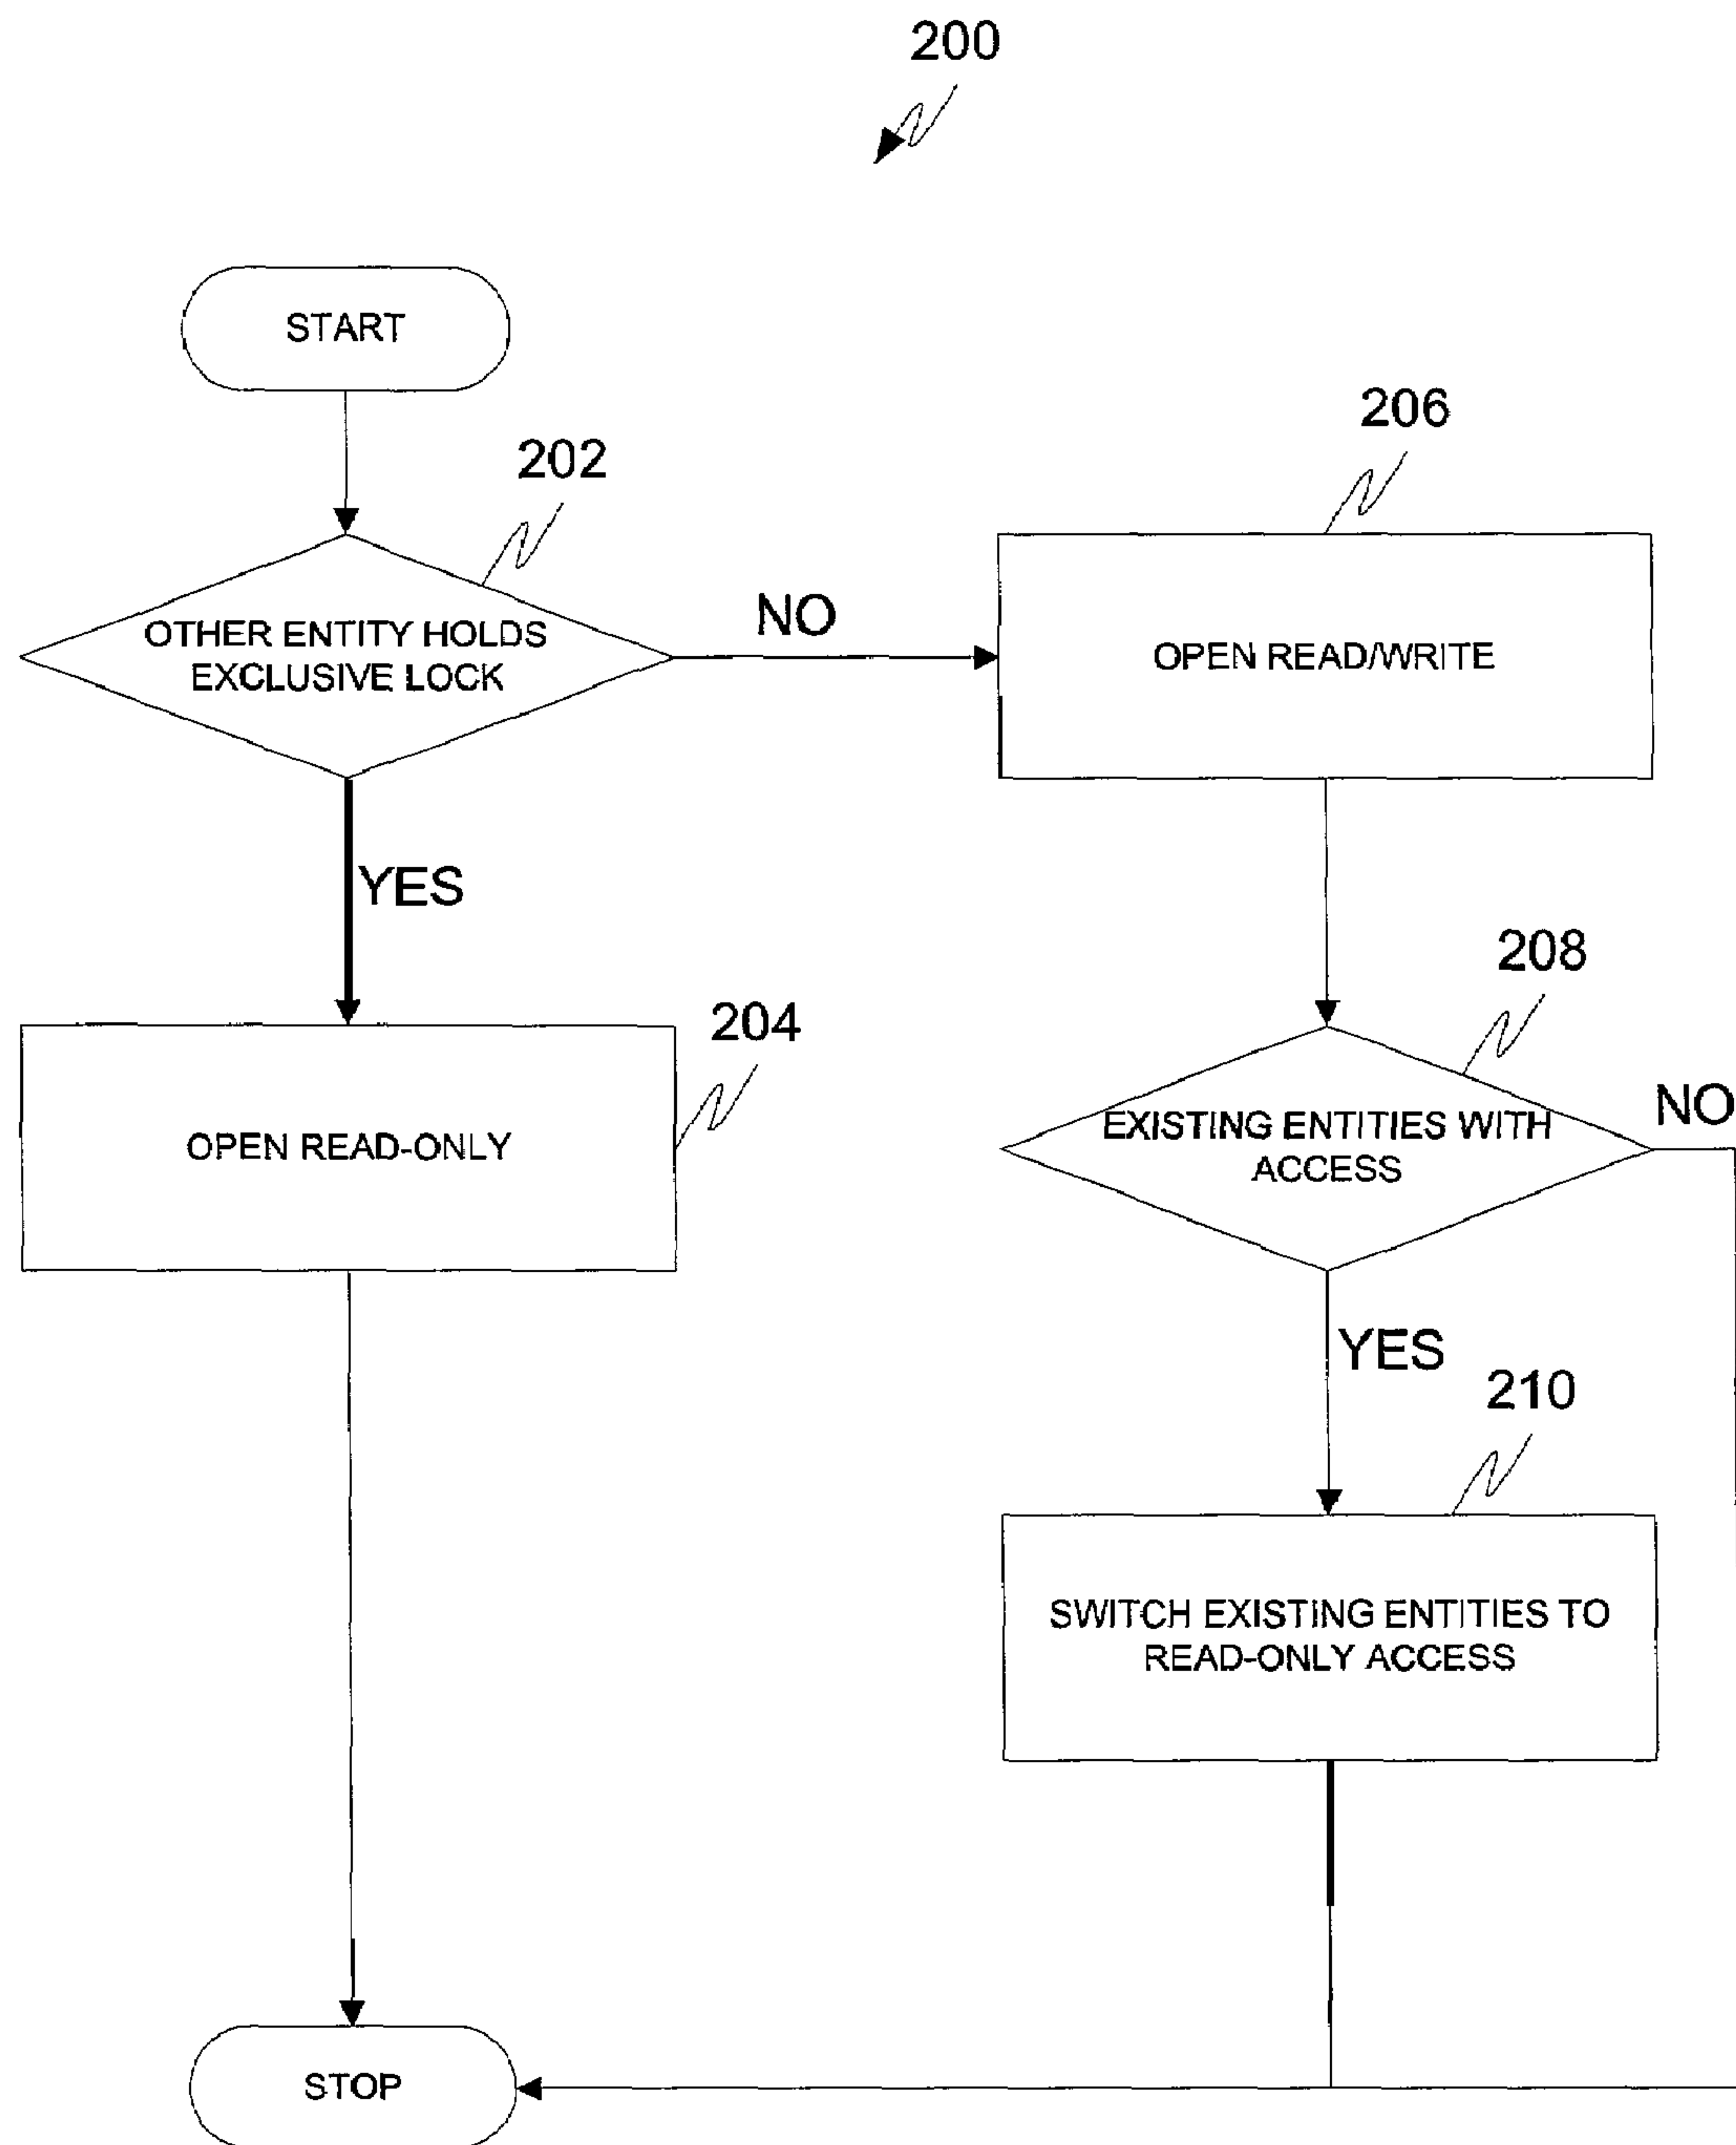 200
START
202
OTHER ENTITY HOLDS
EXCLUSIVE LOCK
NO
206
OPEN READ/WRITE
YES
204
OPEN READ-ONLY
208
EXISTING ENTITIES WITH
ACCESS
NO
YES
210
SWITCH EXISTING ENTITIES TO
READ-ONLY ACCESS
STOP